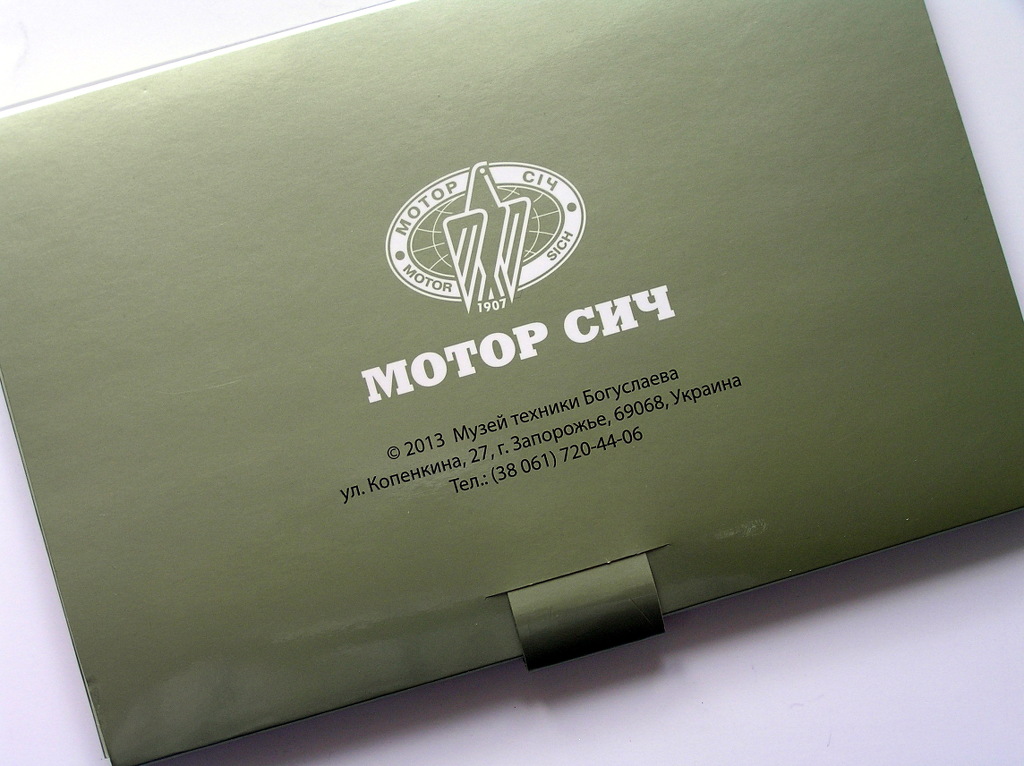 МОТОР СІЧ
MOTOR SICH
1907
МОТОР СИЧ
© 2013 Музей техники Богуслаева
ул. Копенкина, 27, г. Запорожье, 69068, Украина
Тел.: (38 061) 720-44-06